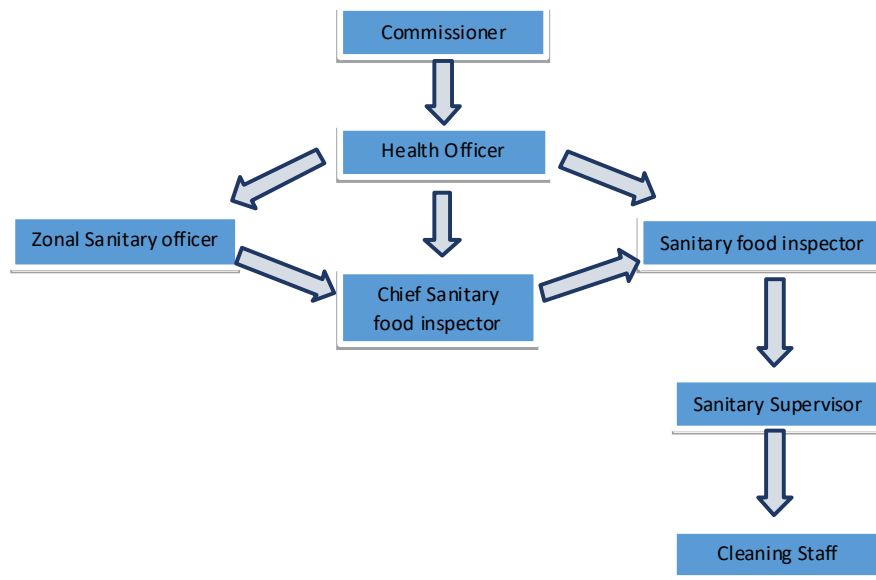 Commissioner
Health Officer
Zonal Sanitary officer
Sanitary food inspector
Chief Sanitary
food inspector
Sanitary Supervisor
Cleaning Staff